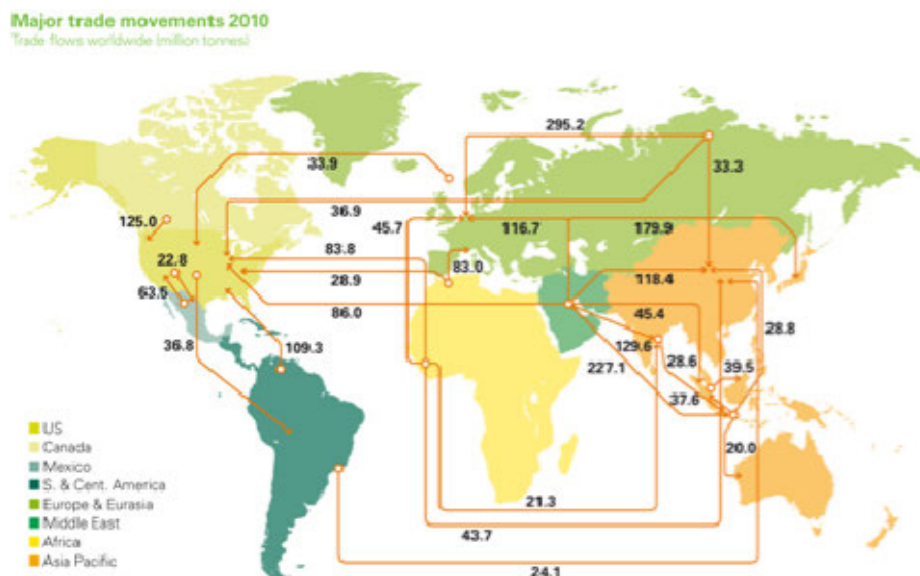 Major trade movements 2010
Trade flows worldwide (million tonnes)
295.2
33.9
33.3
36.9
125.0
45.7
116.7
179.9
83.8
22.8
83.0
28.9
118.4
63.5
86.0
45.4
28.8
36.8
109.3
129.6
28.6
39.5
227.1
37.6
20.0
21.3
43.7
24.1
US
Canada
Mexico
S. & Cent. America
Europe & Eurasia
Middle East
Africa
Asia Pacific